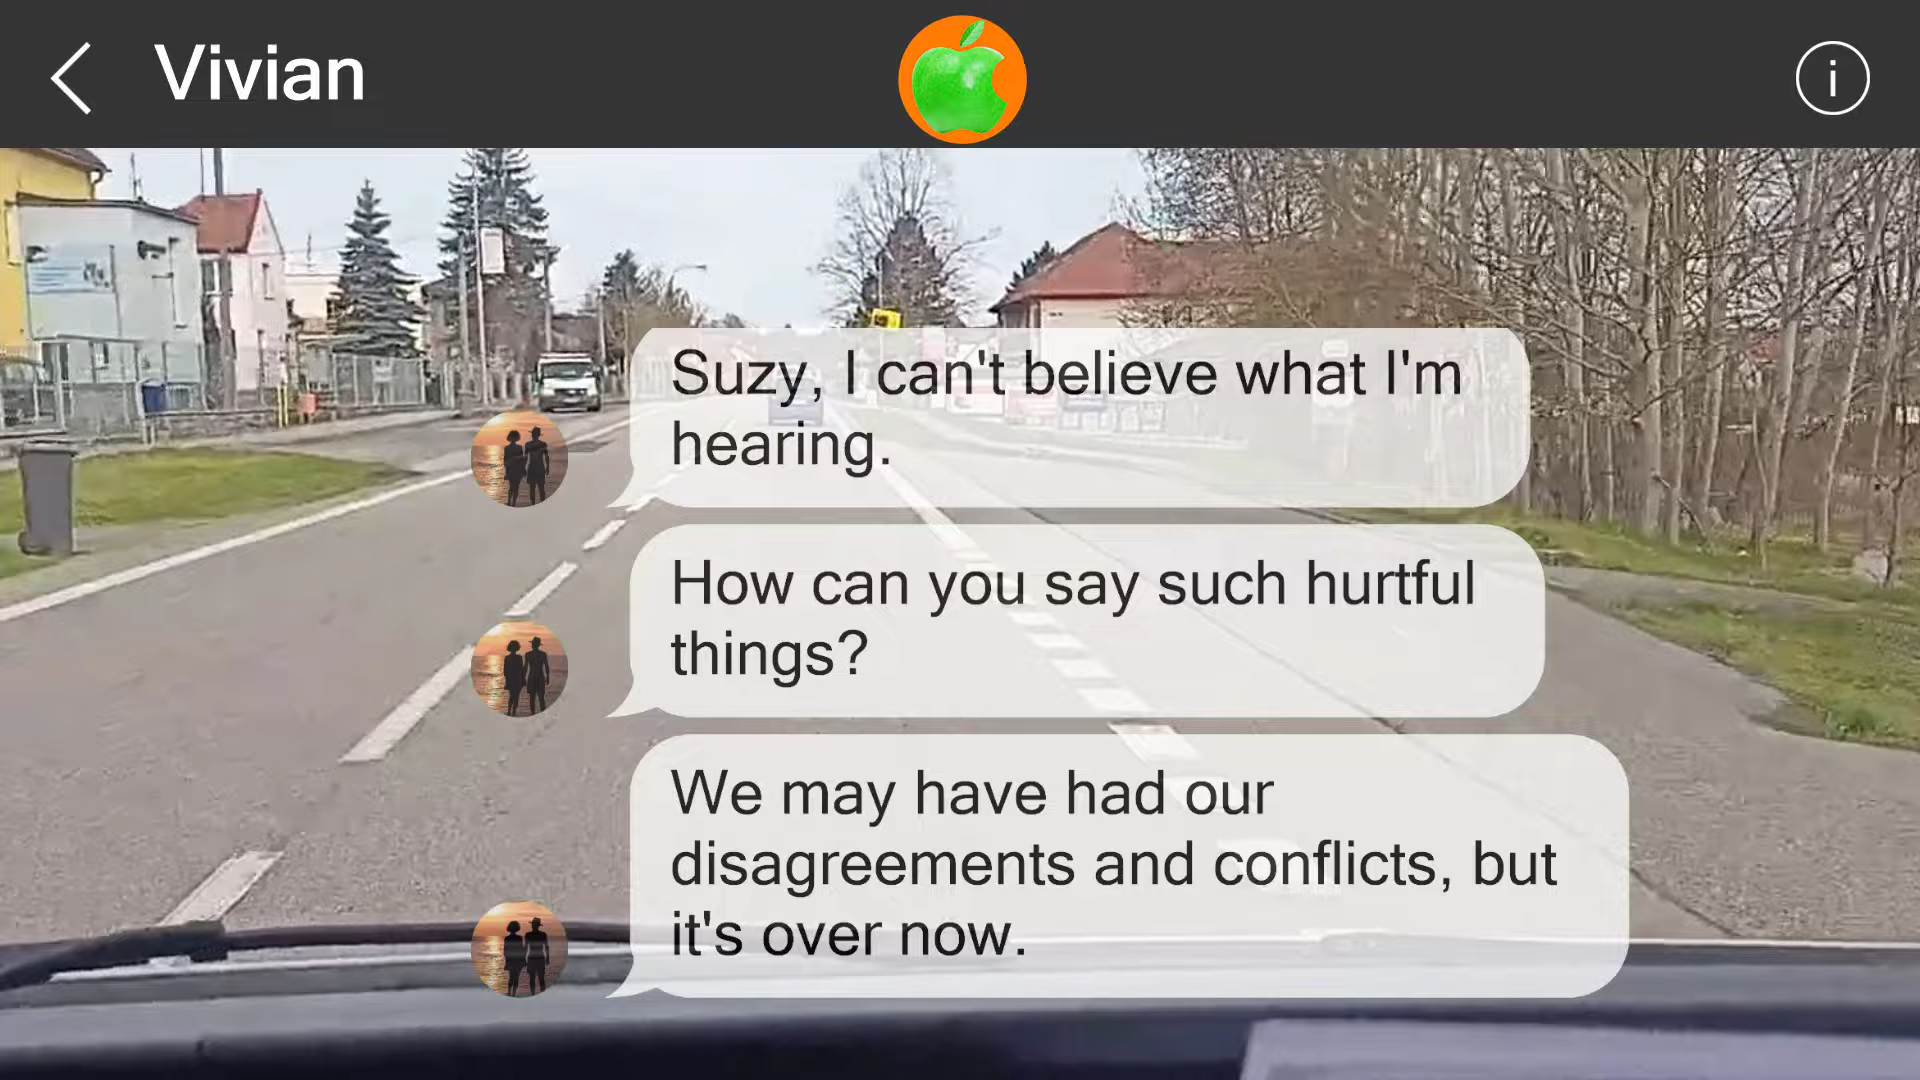 Vivian
Suzy, I can't believe what I'm
hearing.
How can you say such hurtful
things?
We may have had our
disagreements and conflicts, but
it's over now.